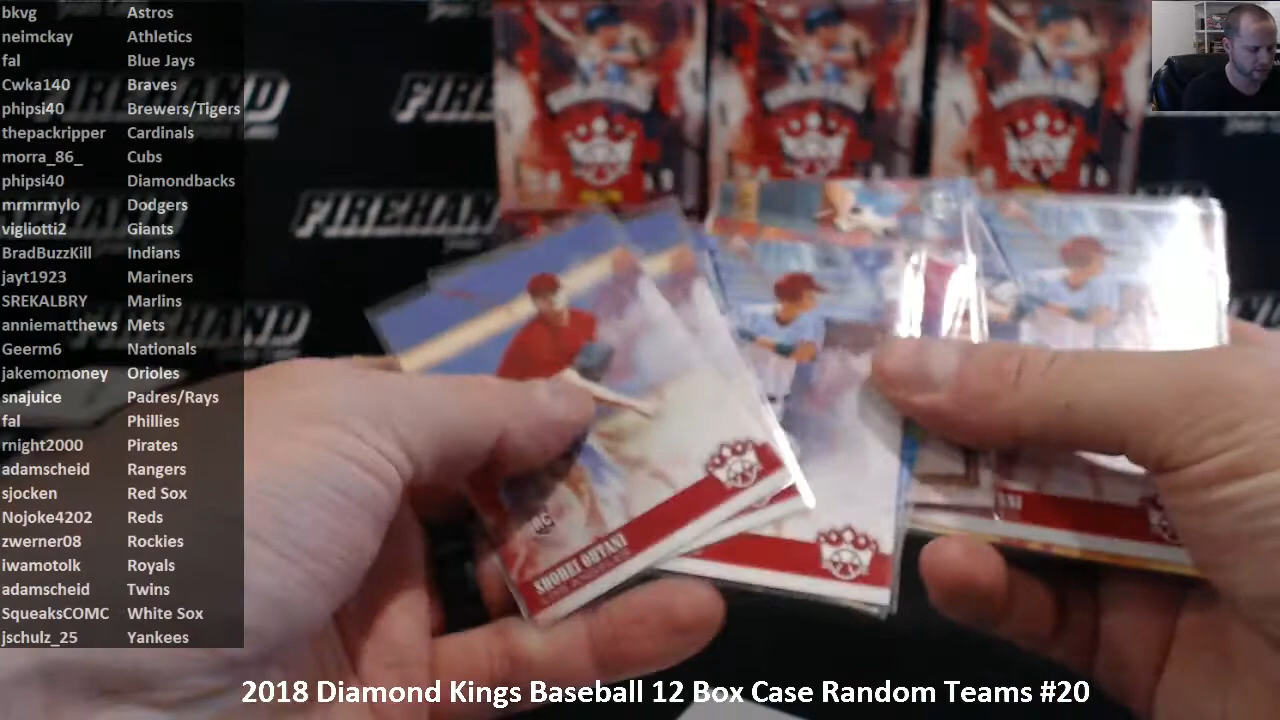 bkvg Astros
neimckay Athletics
fal Blue Jays
Cwka140 Braves
phipsi40 Brewers/Tigers
thepackripper Cardinals
morra_86_ Cubs
phipsi40 Diamondbacks
mrmrmylo Dodgers
vigliotti2 Giants
BradBuzzKill Indians
jayt1923 Mariners
SREKALBRY Marlins
anniematthews Mets
Geerm6 Nationals
jakemomoney Orioles
snajuice Padres/Rays
fal Phillies
rnight2000 Pirates
adamscheid Rangers
sjocken Red Sox
Nojoke4202 Reds
zwerner08 Rockies
iwamotolk Royals
adamscheid Twins
SqueaksCOMC White Sox
jschulz_25 Yankees
FIREHAND
FIREHAND
SHOHEI OHTANI
RC
2018 Diamond Kings Baseball 12 Box Case Random Teams #20